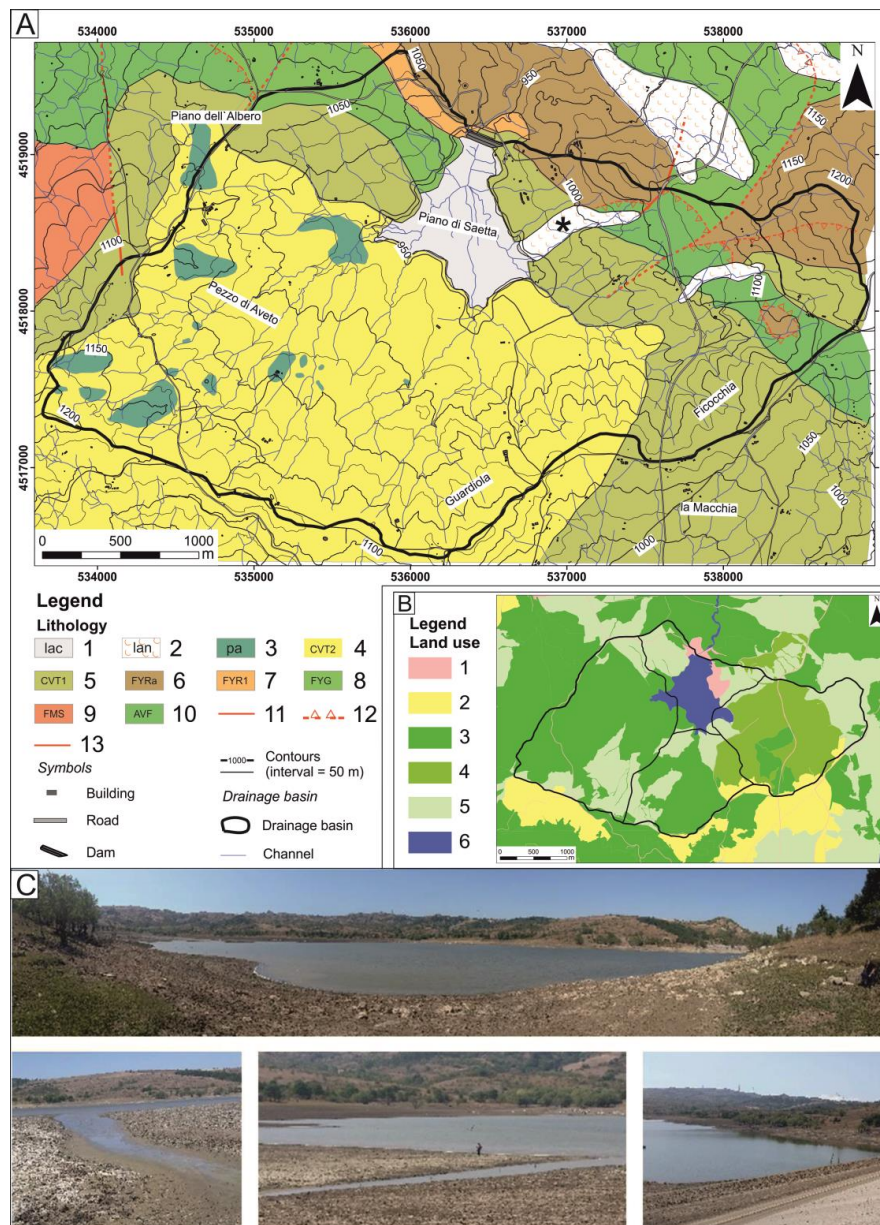 A
534000 535000 536000 537000 538000
N
4519000
4518000
4517000
Piano dell`Albero
1050
1050
950
1150
1150
1200
1000
Piano di Saetta
*
1100
950
1100
Pezzo di Aveto
1150
1200
Ficocchia
1050
Guardiola
la Macchia
1000
1100
1000
0 500 1000
m
534000 535000 536000 537000 538000
Legend
Lithology
lac 1 lan 2 pa 3 CVT2 4
CVT1 5 FYRa 6 FYR1 7 FYG 8
FMS 9 AVF 10 11 12
13
Symbols
Building
Road
Dam
1000 Contours
(interval = 50 m)
Drainage basin
Drainage basin
Channel
B
Legend
Land use
1
2
3
4
5
6
N
0 500 1000
m
C